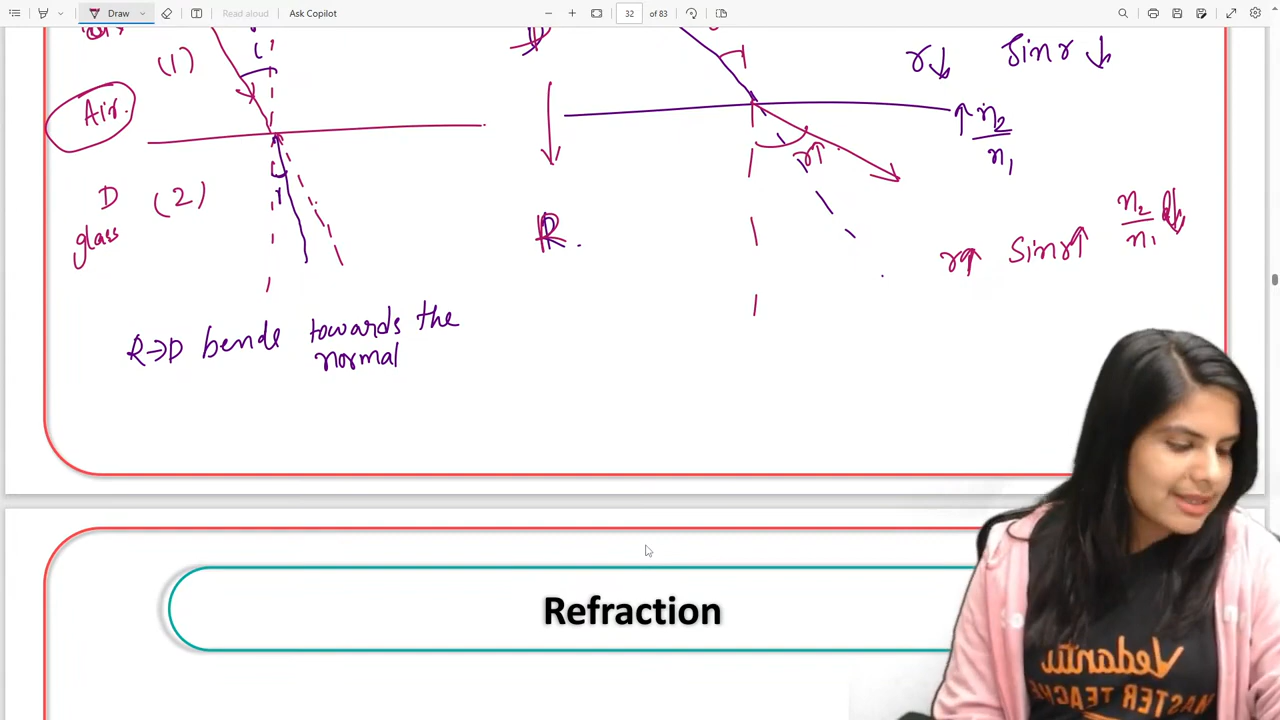 Draw
Read aloud
Ask Copilot
32 of 83
(1)
Air.
D (2)
glass
R→D bends towards the
normal
D
R.
r↑
r↓ Sin r↓
↑ n2
n1
r↑ Sin r↑ n2 ↓
n1
Refraction
Vedantu
MASTER TEACHE